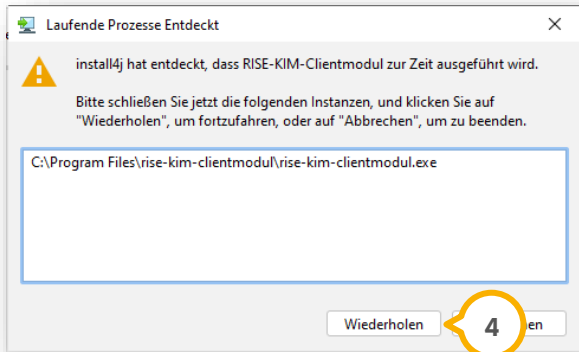 Laufende Prozesse Entdeckt
install4j hat entdeckt, dass RISE-KIM-Clientmodul zur Zeit ausgeführt wird.
Bitte schließen Sie jetzt die folgenden Instanzen, und klicken Sie auf
"Wiederholen", um fortzufahren, oder auf "Abbrechen", um zu beenden.
C:\Program Files\rise-kim-clientmodul\rise-kim-clientmodul.exe
Wiederholen 4